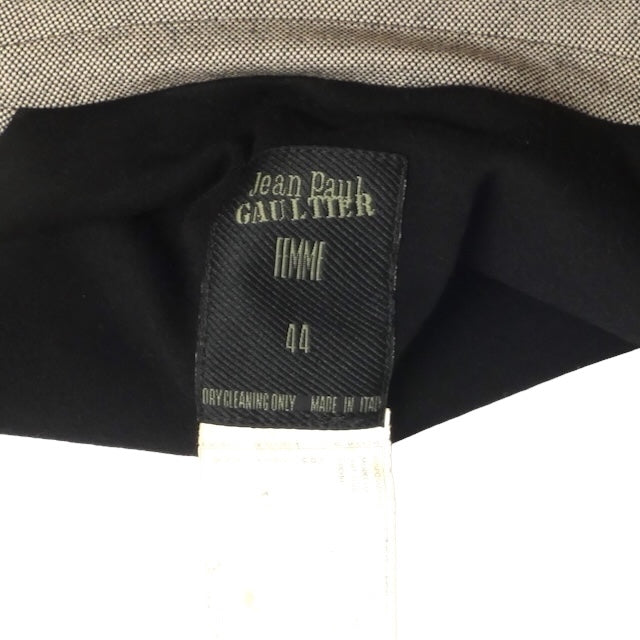 Jean Paul
GAULTIER
FEMME
44
DRY CLEANING ONLY MADE IN ITALY